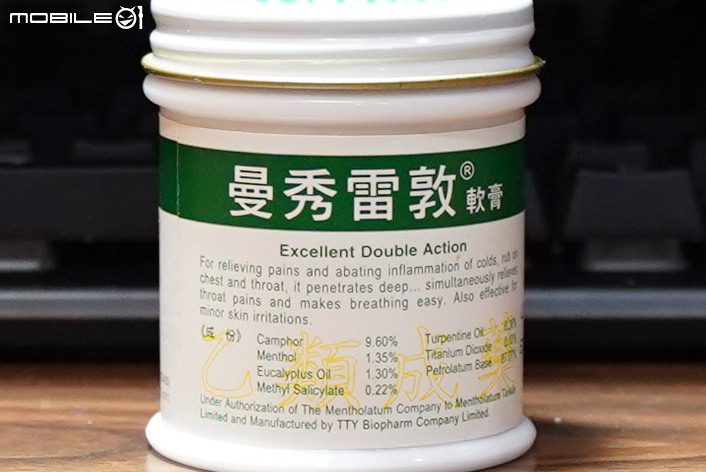 MOBILE01
曼秀雷敦® 軟膏
Excellent Double Action
For relieving pains and abating inflammation of colds, rub on
chest and throat, it penetrates deep... simultaneously relieves
throat pains and makes breathing easy. Also effective for
minor skin irritations.
《成份》 Camphor 9.60% Turpentine Oil
Menthol 1.35% Titanium Dioxide
Eucalyptus Oil 1.30% Petrolatum Base
Methyl Salicylate 0.22%
乙類成藥
Under Authorization of The Mentholatum Company to Mentholatum Taiwan
Limited and Manufactured by TTY Biopharm Company Limited.